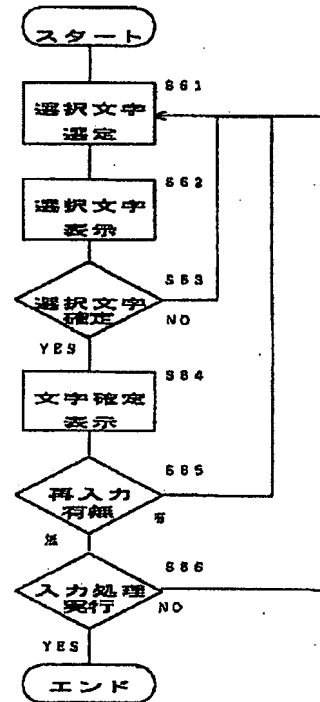 スタート
S61
選択文字
選定
S62
選択文字
表示
S63
選択文字
確定
NO
YES
S64
文字確定
表示
S65
再入力
有無
有
無
S66
入力処理
実行
NO
YES
エンド